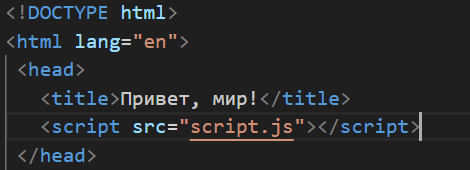 <!DOCTYPE html>
<html lang="en">
<head>
<title>Привет, мир!</title>
<script src="script.js"></script>
</head>